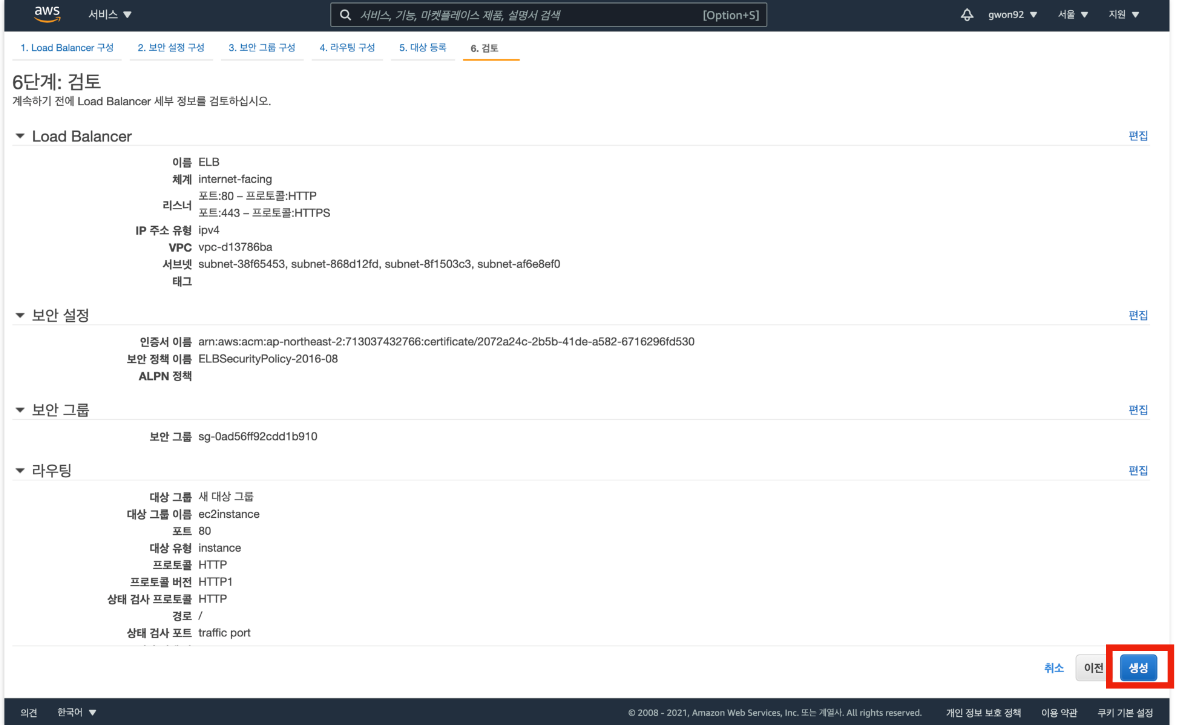 aws 서비스 ▼ 서비스, 기능, 마켓플레이스 제품, 설명서 검색 [Option+S] gwon92 ▼ 서울 ▼ 지원 ▼
1. Load Balancer 구성 2. 보안 설정 구성 3. 보안 그룹 구성 4. 라우팅 구성 5. 대상 등록 6. 검토
6단계: 검토
계속하기 전에 Load Balancer 세부 정보를 검토하십시오.
▼ Load Balancer 편집
이름 ELB
체계 internet-facing
리스너 포트:80 – 프로토콜:HTTP
포트:443 – 프로토콜:HTTPS
IP 주소 유형 ipv4
VPC vpc-d13786ba
서브넷 subnet-38f65453, subnet-868d12fd, subnet-8f1503c3, subnet-af6e8ef0
태그
▼ 보안 설정 편집
인증서 이름 arn:aws:acm:ap-northeast-2:713037432766:certificate/2072a24c-2b5b-41de-a582-6716296fd530
보안 정책 이름 ELBSecurityPolicy-2016-08
ALPN 정책
▼ 보안 그룹 편집
보안 그룹 sg-0ad56ff92cdd1b910
▼ 라우팅 편집
대상 그룹 새 대상 그룹
대상 그룹 이름 ec2instance
포트 80
대상 유형 instance
프로토콜 HTTP
프로토콜 버전 HTTP1
상태 검사 프로토콜 HTTP
경로 /
상태 검사 포트 traffic port
취소 이전 생성
의견 한국어 ▼ © 2008 - 2021, Amazon Web Services, Inc. 또는 계열사. All rights reserved. 개인 정보 보호 정책 이용 약관 쿠키 기본 설정